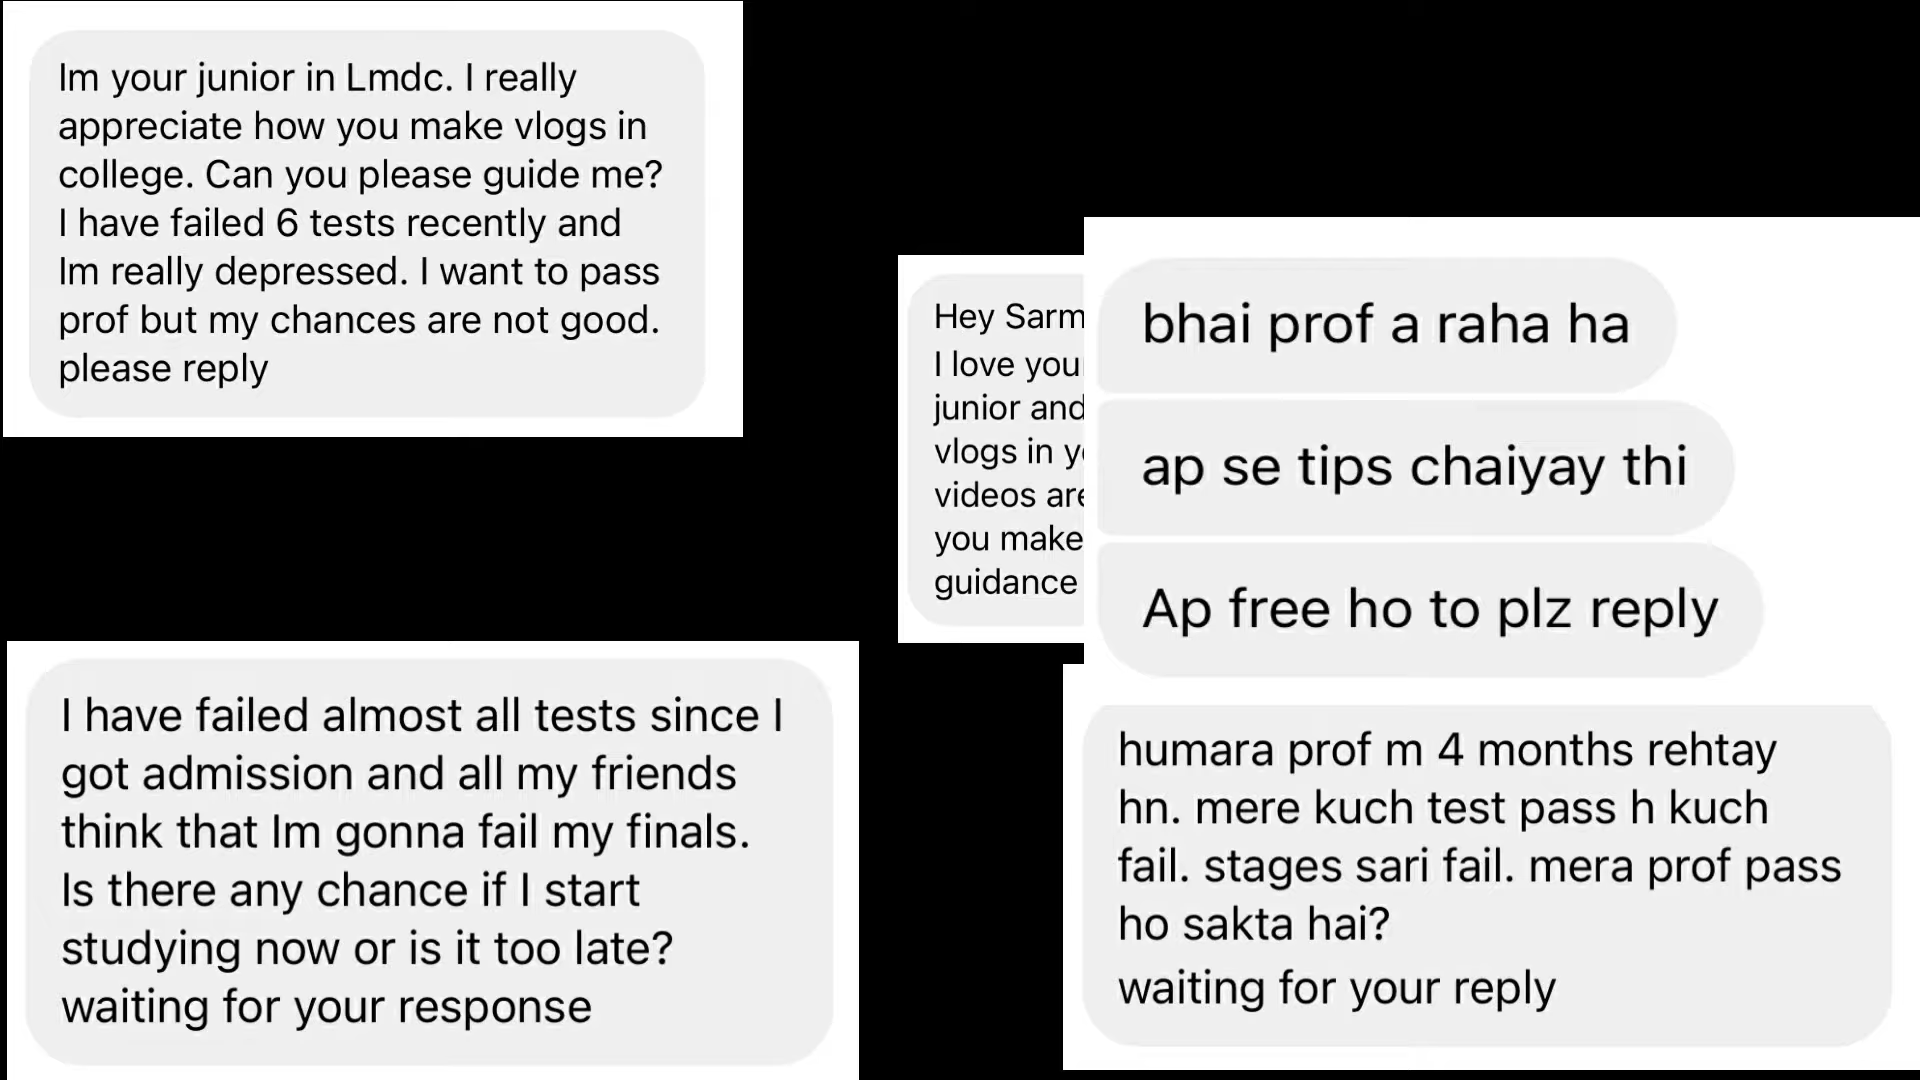 Im your junior in Lmdc. I really
appreciate how you make vlogs in
college. Can you please guide me?
I have failed 6 tests recently and
Im really depressed. I want to pass
prof but my chances are not good.
please reply
Hey Sarm
I love you
junior and
vlogs in
videos are
you make
guidance
bhai prof a raha ha
ap se tips chaiyay thi
Ap free ho to plz reply
I have failed almost all tests since I
got admission and all my friends
think that Im gonna fail my finals.
Is there any chance if I start
studying now or is it too late?
waiting for your response
humara prof m 4 months rehtay
hn. mere kuch test pass h kuch
fail. stages sari fail. mera prof pass
ho sakta hai?
waiting for your reply